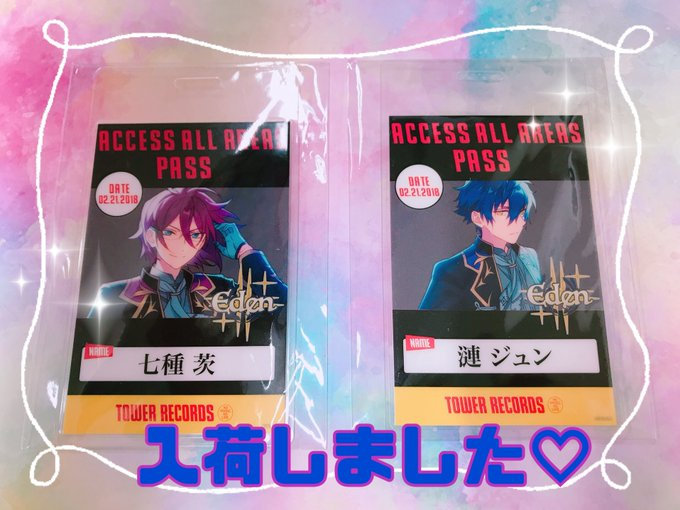 ACCESS ALL AREAS
PASS
DATE
02.21.2018
Eden
NAME
七種 茨
TOWER RECORDS
ACCESS ALL AREAS
PASS
DATE
02.21.2018
Eden
NAME
漣 ジュン
TOWER RECORDS
入荷しました♡